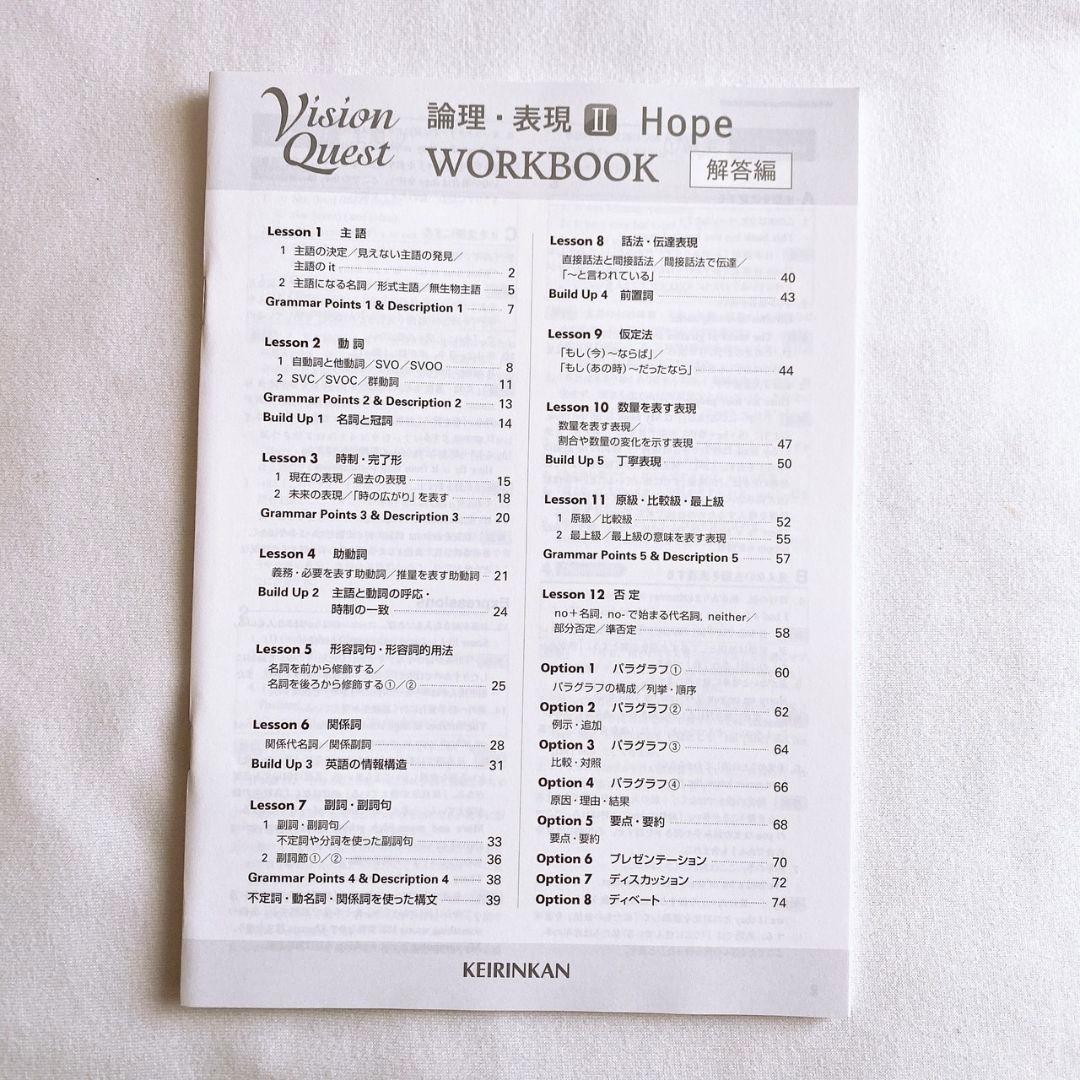 Vision Quest 論理・表現 II Hope
WORKBOOK 解答編
Lesson 1 主 語
1 主語の決定／見えない主語の発見／
主語の it 2
2 主語になる名詞／形式主語／無生物主語 5
Grammar Points 1 & Description 1 7
Lesson 2 動 詞
1 自動詞と他動詞／SVO／SVOO 8
2 SVC／SVOC／群動詞 11
Grammar Points 2 & Description 2 13
Build Up 1 名詞と冠詞 14
Lesson 3 時制・完了形
1 現在の表現／過去の表現 15
2 未来の表現／「時の広がり」を表す 18
Grammar Points 3 & Description 3 20
Lesson 4 助動詞
義務・必要を表す助動詞／推量を表す助動詞 21
Build Up 2 主語と動詞の呼応・
時制の一致 24
Lesson 5 形容詞句・形容詞的用法
名詞を前から修飾する／
名詞を後ろから修飾する①／② 25
Lesson 6 関係詞
関係代名詞／関係副詞 28
Build Up 3 英語の情報構造 31
Lesson 7 副詞・副詞句
1 副詞・副詞句／
不定詞や分詞を使った副詞句 33
2 副詞節①／② 36
Grammar Points 4 & Description 4 38
不定詞・動名詞・関係詞を使った構文 39
Lesson 8 話法・伝達表現
直接話法と間接話法／間接話法で伝達／
「～と言われている」 40
Build Up 4 前置詞 43
Lesson 9 仮定法
「もし（今）～ならば」／
「もし（あの時）～だったなら」 44
Lesson 10 数量を表す表現
数量を表す表現／
割合や数量の変化を示す表現 47
Build Up 5 丁寧表現 50
Lesson 11 原級・比較級・最上級
1 原級／比較級 52
2 最上級／最上級の意味を表す表現 55
Grammar Points 5 & Description 5 57
Lesson 12 否 定
no＋名詞, no- で始まる代名詞, neither／
部分否定／準否定 58
Option 1 パラグラフ① 60
パラグラフの構成／列挙・順序
Option 2 パラグラフ② 62
例示・追加
Option 3 パラグラフ③ 64
比較・対照
Option 4 パラグラフ④ 66
原因・理由・結果
Option 5 要点・要約 68
要点・要約
Option 6 プレゼンテーション 70
Option 7 ディスカッション 72
Option 8 ディベート 74
KEIRINKAN